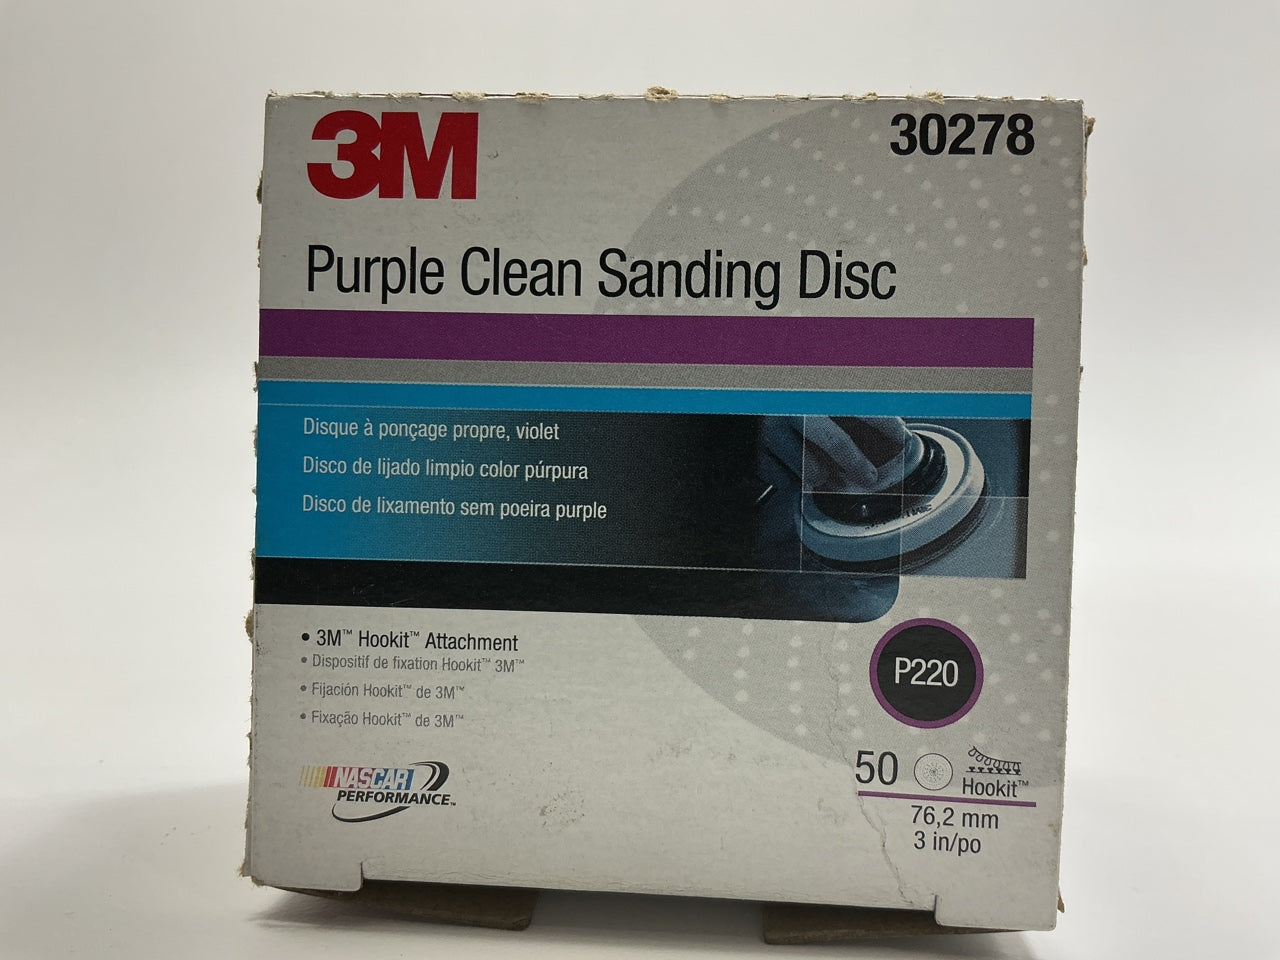 3M
30278
Purple Clean Sanding Disc
Disque à ponçage propre, violet
Disco de lijado limpio color púrpura
Disco de lixamento sem poeira purple
• 3M™ Hookit™ Attachment
• Dispositif de fixation Hookit™ 3M™
• Fijación Hookit™ de 3M™
• Fixação Hookit™ de 3M™
P220
NASCAR
PERFORMANCE™
50
Hookit™
76,2 mm
3 in/po